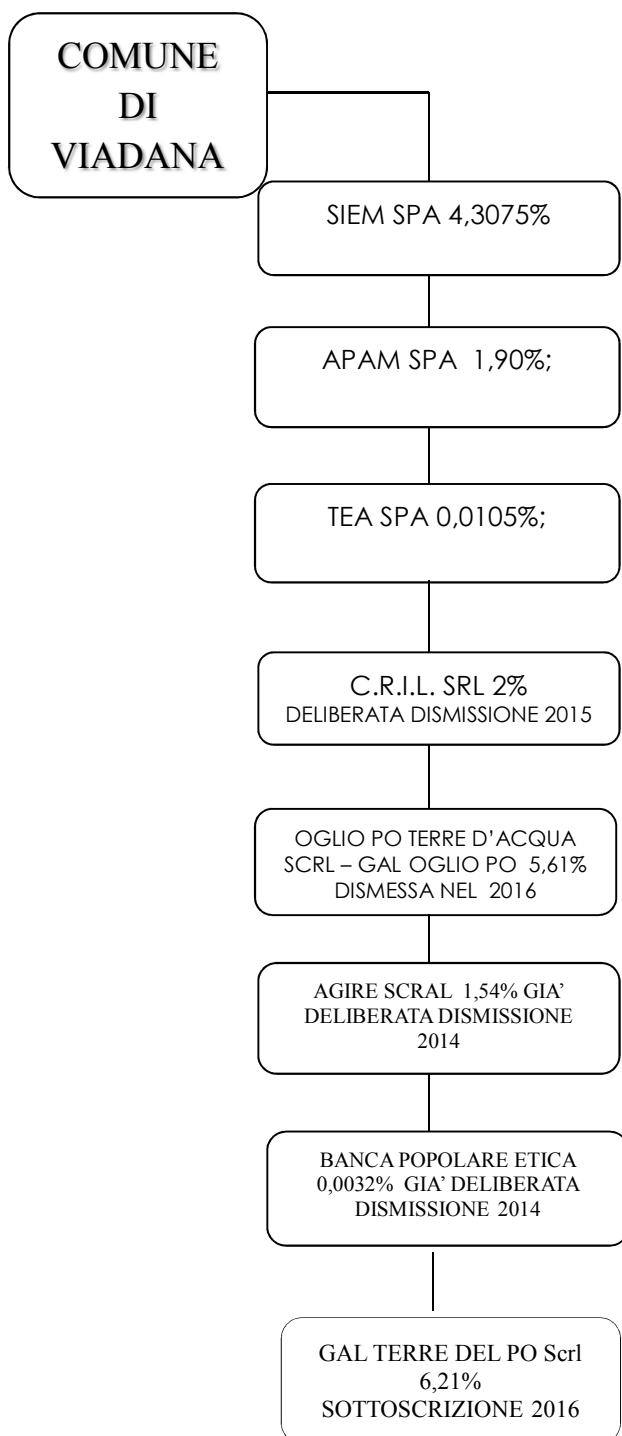 COMUNE
DI
VIADANA
SIEM SPA 4,3075%
APAM SPA 1,90%;
TEA SPA 0,0105%;
C.R.I.L. SRL 2%
DELIBERATA DISMISSIONE 2015
OGLIO PO TERRE D’ACQUA
SCRL – GAL OGLIO PO 5,61%
DISMESSA NEL 2016
AGIRE SCRAL 1,54% GIA’
DELIBERATA DISMISSIONE
2014
BANCA POPOLARE ETICA
0,0032% GIA’ DELIBERATA
DISMISSIONE 2014
GAL TERRE DEL PO Scrl
6,21%
SOTTOSCRIZIONE 2016